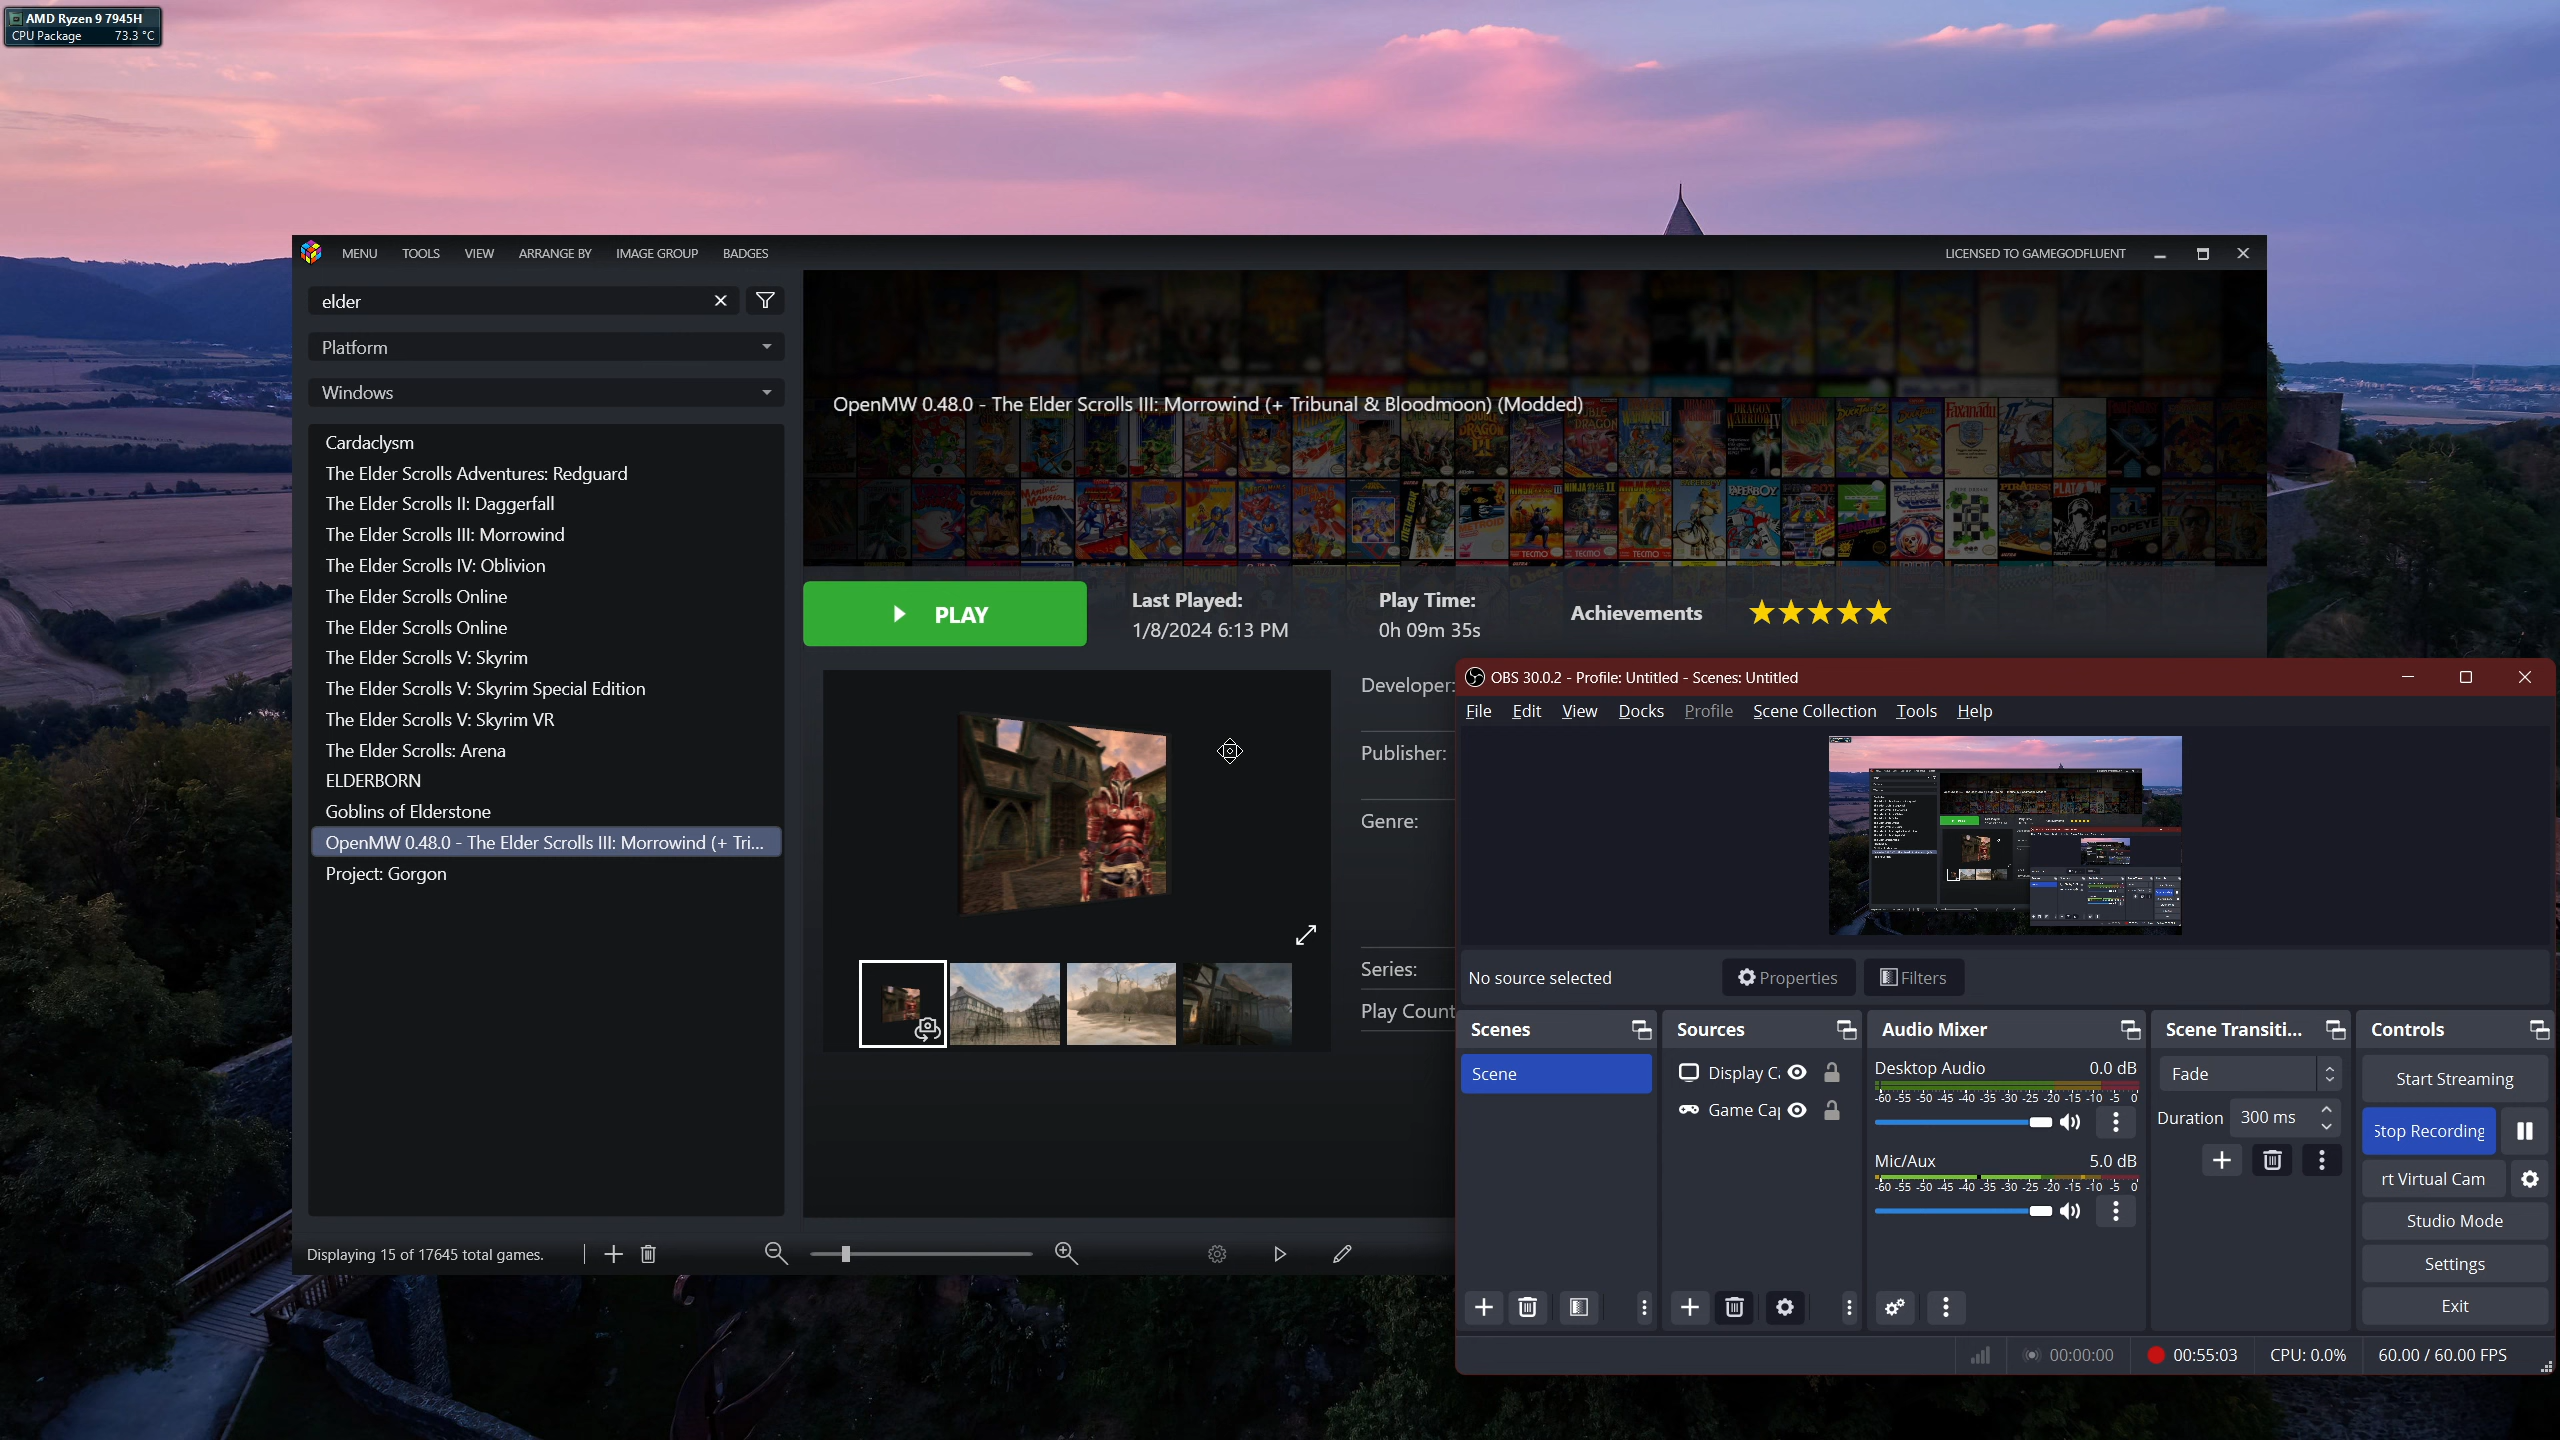 AMD Ryzen 9 7945H
CPU Package 73.3 °C
MENU TOOLS VIEW ARRANGE BY IMAGE GROUP BADGES
LICENSED TO GAMEGODFLUENT
elder
Platform
Windows
Cardaclysm
The Elder Scrolls Adventures: Redguard
The Elder Scrolls II: Daggerfall
The Elder Scrolls III: Morrowind
The Elder Scrolls IV: Oblivion
The Elder Scrolls Online
The Elder Scrolls Online
The Elder Scrolls V: Skyrim
The Elder Scrolls V: Skyrim Special Edition
The Elder Scrolls V: Skyrim VR
The Elder Scrolls: Arena
ELDERBORN
Goblins of Elderstone
OpenMW 0.48.0 - The Elder Scrolls III: Morrowind (+ Tri...
Project: Gorgon
Displaying 15 of 17645 total games.
OpenMW 0.48.0 - The Elder Scrolls III: Morrowind (+ Tribunal & Bloodmoon) (Modded)
PLAY
Last Played:
1/8/2024 6:13 PM
Play Time:
0h 09m 35s
Achievements
Developer:
Publisher:
Genre:
Series:
Play Count
OBS 30.0.2 - Profile: Untitled - Scenes: Untitled
File Edit View Docks Profile Scene Collection Tools Help
No source selected
Properties
Filters
Scenes
Scene
Sources
Display C
Game Ca
Audio Mixer
Desktop Audio 0.0 dB
-60 -55 -50 -45 -40 -35 -30 -25 -20 -15 -10 -5 0
Mic/Aux 5.0 dB
-60 -55 -50 -45 -40 -35 -30 -25 -20 -15 -10 -5 0
Scene Transiti...
Fade
Duration 300 ms
Controls
Start Streaming
Stop Recording
rt Virtual Cam
Studio Mode
Settings
Exit
00:00:00
00:55:03
CPU: 0.0%
60.00 / 60.00 FPS